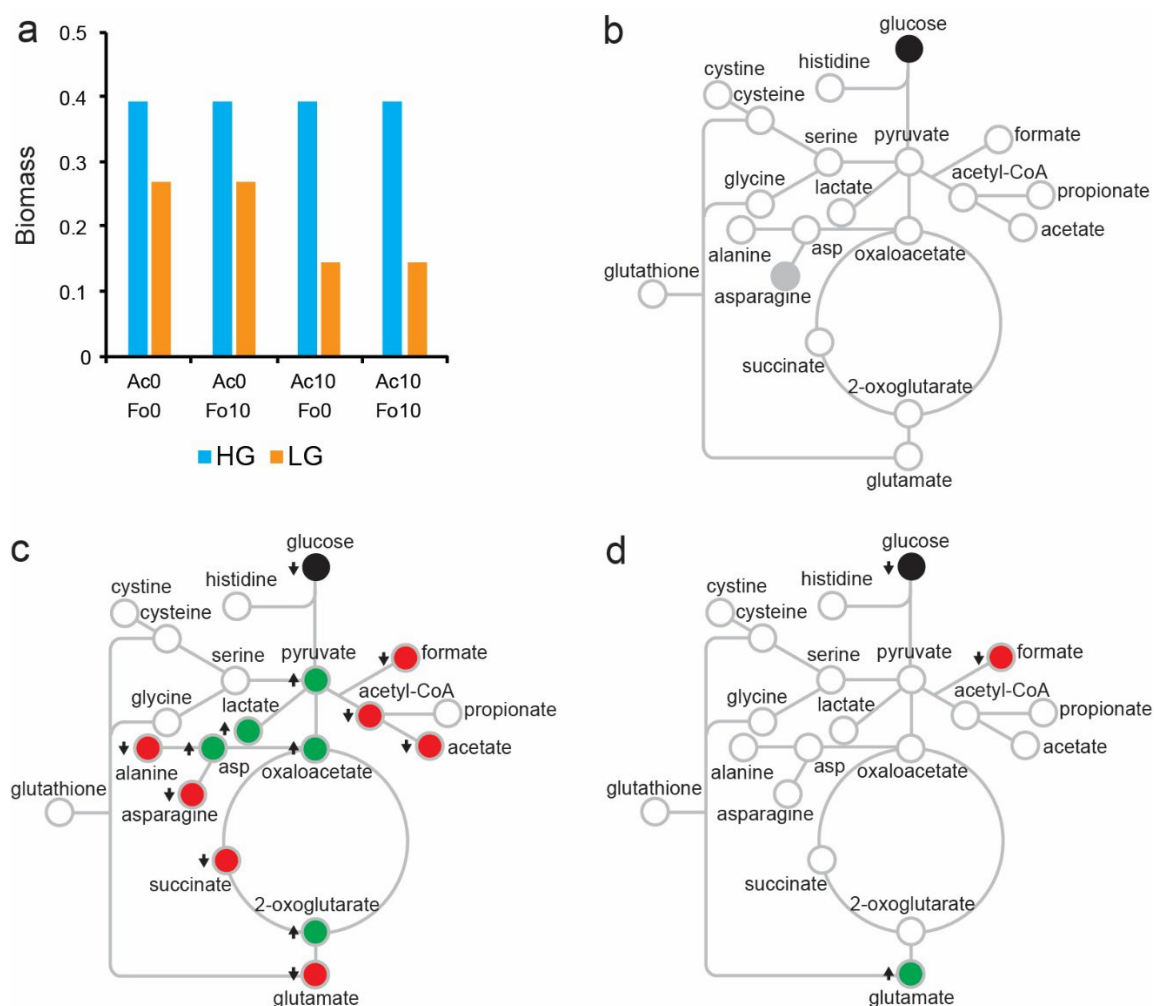 a
0.5
0.4
0.3
0.2
0.1
0
Biomass
Ac0 Ac0 Ac10 Ac10
Fo0 Fo10 Fo0 Fo10
HG LG
b
glucose
histidine
cystine
cysteine
serine
pyruvate
formate
acetyl-CoA
propionate
glycine
lactate
acetate
alanine
asp
oxaloacetate
glutathione
asparagine
succinate
2-oxoglutarate
glutamate
c
glucose
histidine
cystine
cysteine
serine
pyruvate
formate
acetyl-CoA
propionate
glycine
lactate
acetate
alanine
asp
oxaloacetate
glutathione
asparagine
succinate
2-oxoglutarate
glutamate
d
glucose
histidine
cystine
cysteine
serine
pyruvate
formate
acetyl-CoA
propionate
glycine
lactate
acetate
alanine
asp
oxaloacetate
glutathione
asparagine
succinate
2-oxoglutarate
glutamate